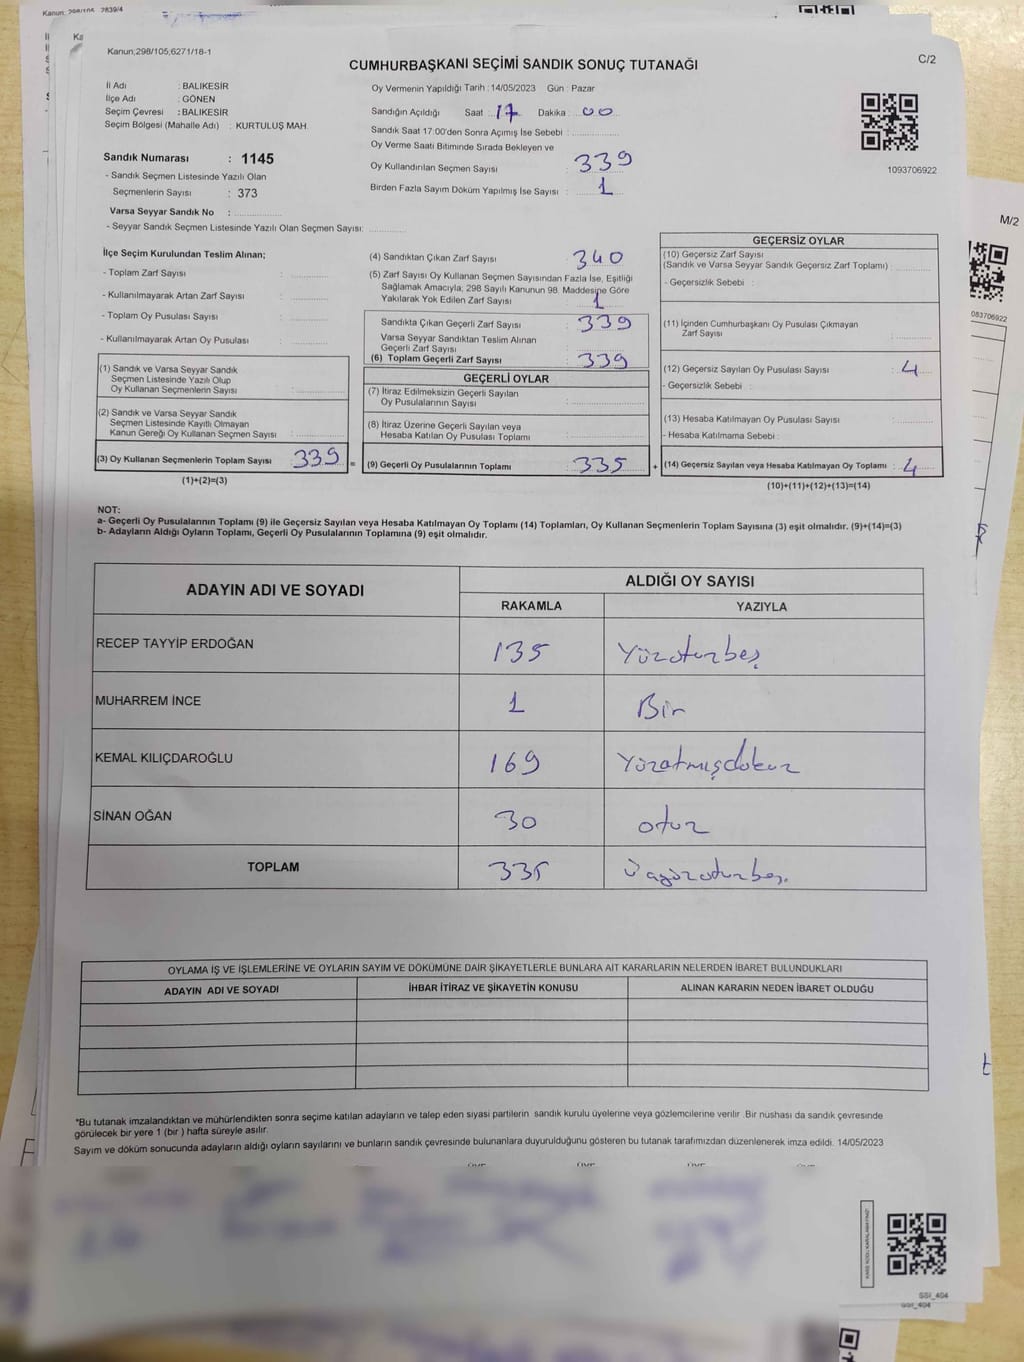 Kanun;298/105;6271/18-1
C/2
CUMHURBAŞKANI SEÇİMİ SANDIK SONUÇ TUTANAĞI
İl Adı : BALIKESİR
İlçe Adı : GÖNEN
Seçim Çevresi : BALIKESİR
Seçim Bölgesi (Mahalle Adı) : KURTULUŞ MAH.
Sandık Numarası : 1145
- Sandık Seçmen Listesinde Yazılı Olan
Seçmenlerin Sayısı : 373
Varsa Seyyar Sandık No :
- Seyyar Sandık Seçmen Listesinde Yazılı Olan Seçmen Sayısı:
Oy Vermenin Yapıldığı Tarih : 14/05/2023 Gün : Pazar
Sandığın Açıldığı Saat 17 Dakika 00
Sandık Saat 17:00'den Sonra Açımış İse Sebebi :
Oy Verme Saati Bitiminde Sırada Bekleyen ve
Oy Kullandırılan Seçmen Sayısı : 339
Birden Fazla Sayım Döküm Yapılmış İse Sayısı : 1
1093706922
İlçe Seçim Kurulundan Teslim Alınan;
- Toplam Zarf Sayısı :
- Kullanılmayarak Artan Zarf Sayısı :
- Toplam Oy Pusulası Sayısı :
- Kullanılmayarak Artan Oy Pusulası :
(1) Sandık ve Varsa Seyyar Sandık
Seçmen Listesinde Yazılı Olup
Oy Kullanan Seçmenlerin Sayısı :
(2) Sandık ve Varsa Seyyar Sandık
Seçmen Listesinde Kayıtlı Olmayan
Kanun Gereği Oy Kullanan Seçmen Sayısı :
(3) Oy Kullanan Seçmenlerin Toplam Sayısı 339 =
(1)+(2)=(3)
(4) Sandıktan Çıkan Zarf Sayısı : 340
(5) Zarf Sayısı Oy Kullanan Seçmen Sayısından Fazla İse, Eşitliği
Sağlamak Amacıyla; 298 Sayılı Kanunun 98. Maddesine Göre
Yakılarak Yok Edilen Zarf Sayısı : 1
Sandıkta Çıkan Geçerli Zarf Sayısı : 339
Varsa Seyyar Sandıktan Teslim Alınan
Geçerli Zarf Sayısı :
(6) Toplam Geçerli Zarf Sayısı : 339
GEÇERLİ OYLAR
(7) İtiraz Edilmeksizin Geçerli Sayılan
Oy Pusulalarının Sayısı :
(8) İtiraz Üzerine Geçerli Sayılan veya
Hesaba Katılan Oy Pusulası Toplamı :
(9) Geçerli Oy Pusulalarının Toplamı : 335 +
GEÇERSİZ OYLAR
(10) Geçersiz Zarf Sayısı
(Sandık ve Varsa Seyyar Sandık Geçersiz Zarf Toplamı) :
- Geçersizlik Sebebi :
(11) İçinden Cumhurbaşkanı Oy Pusulası Çıkmayan
Zarf Sayısı :
(12) Geçersiz Sayılan Oy Pusulası Sayısı : 4
- Geçersizlik Sebebi :
(13) Hesaba Katılmayan Oy Pusulası Sayısı :
- Hesaba Katılmama Sebebi :
(14) Geçersiz Sayılan veya Hesaba Katılmayan Oy Toplamı : 4
(10)+(11)+(12)+(13)=(14)
NOT:
a- Geçerli Oy Pusulalarının Toplamı (9) ile Geçersiz Sayılan veya Hesaba Katılmayan Oy Toplamı (14) Toplamları, Oy Kullanan Seçmenlerin Toplam Sayısına (3) eşit olmalıdır. (9)+(14)=(3)
b- Adayların Aldığı Oyların Toplamı, Geçerli Oy Pusulalarının Toplamına (9) eşit olmalıdır.
ADAYIN ADI VE SOYADI ALDIĞI OY SAYISI
RAKAMLA YAZIYLA
RECEP TAYYİP ERDOĞAN 135 Yüzoturbeş
MUHARREM İNCE 1 Bir
KEMAL KILIÇDAROĞLU 169 Yüzatmışdokuz
SİNAN OĞAN 30 otuz
TOPLAM 335
OYLAMA İŞ VE İŞLEMLERİNE VE OYLARIN SAYIM VE DÖKÜMÜNE DAİR ŞİKAYETLERLE BUNLARA AİT KARARLARIN NELERDEN İBARET BULUNDUKLARI
ADAYIN ADI VE SOYADI İHBAR İTİRAZ VE ŞİKAYETİN KONUSU ALINAN KARARIN NEDEN İBARET OLDUĞU
*Bu tutanak imzalandıktan ve mühürlendikten sonra seçime katılan adayların ve talep eden siyasi partilerin sandık kurulu üyelerine veya gözlemcilerine verilir .Bir nüshası da sandık çevresinde
görülecek bir yere 1 (bir ) hafta süreyle asılır.
Sayım ve döküm sonucunda adayların aldığı oyların sayılarını ve bunların sandık çevresinde bulunanlara duyurulduğunu gösteren bu tutanak tarafımızdan düzenlenerek imza edildi. 14/05/2023
SSI_404
M/2